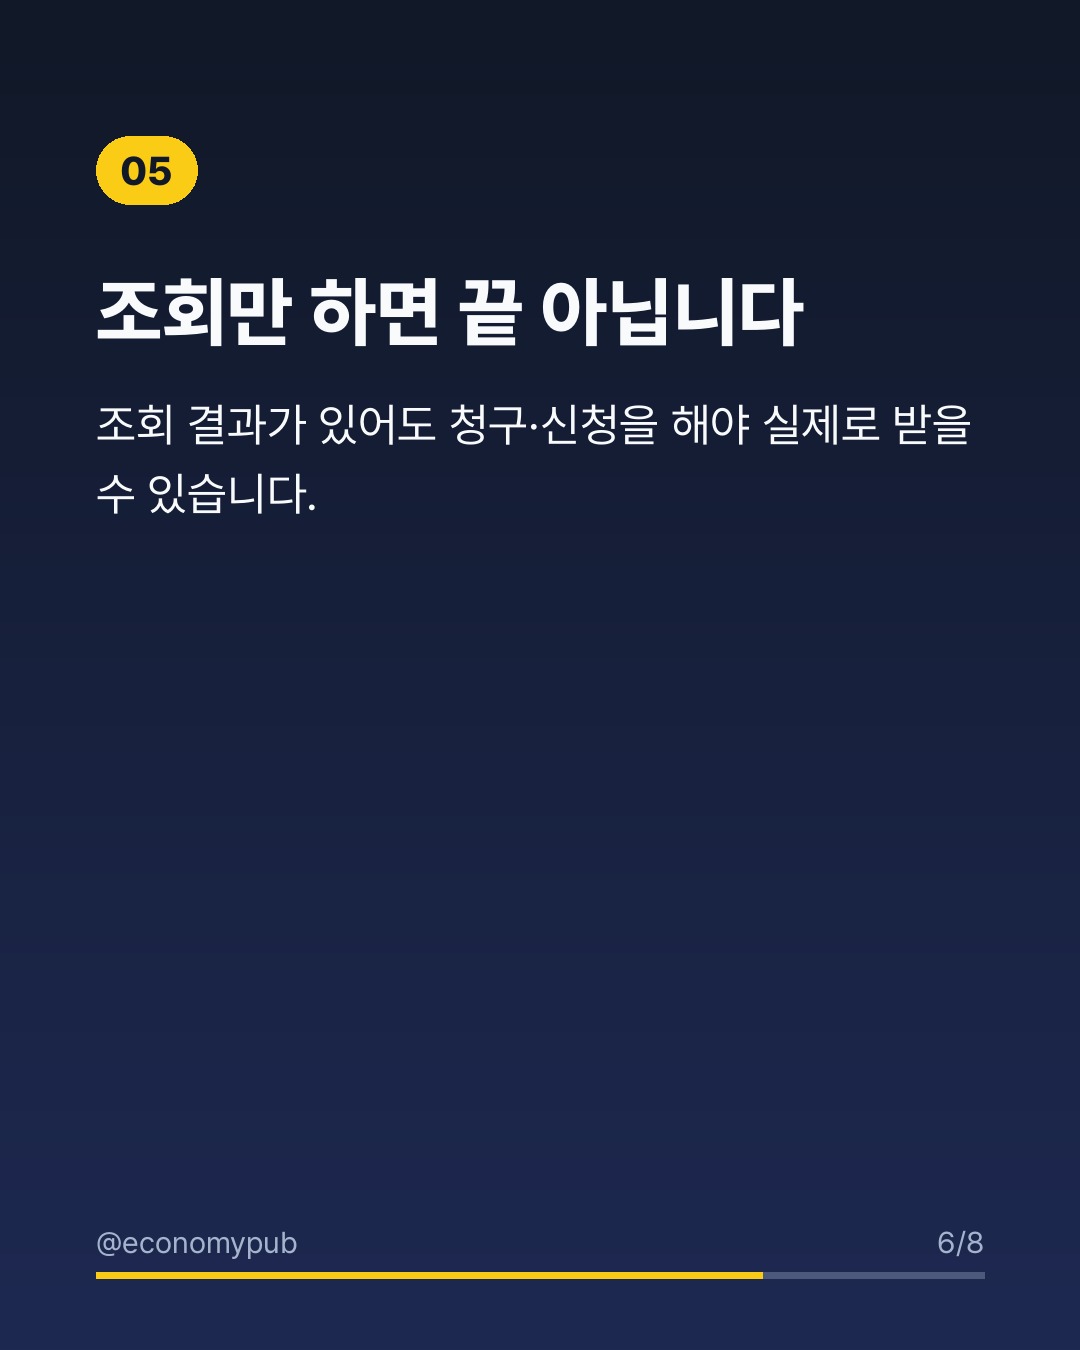 05
조회만 하면 끝 아닙니다
조회 결과가 있어도 청구·신청을 해야 실제로 받을
수 있습니다.
@economypub
6/8